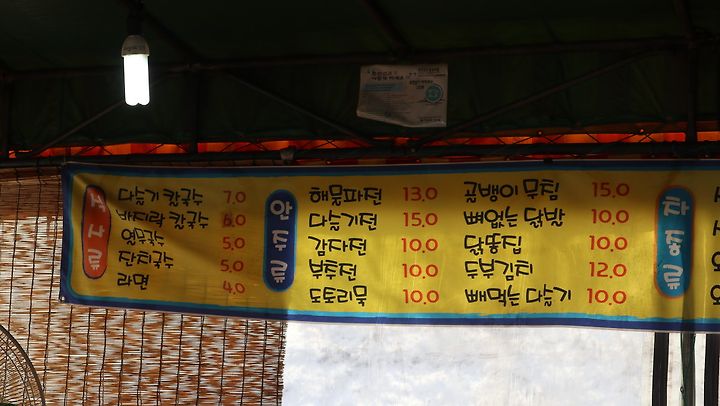 식사류
다슬기 칼국수 7.0
바지락 칼국수 6.0
열무국수 5.0
잔치국수 5.0
라면 4.0
안주류
해물파전 13.0
다슬기전 15.0
감자전 10.0
부추전 10.0
도토리묵 10.0
골뱅이 무침 15.0
뼈없는 닭발 10.0
닭똥집 10.0
두부김치 12.0
빼먹는 다슬기 10.0